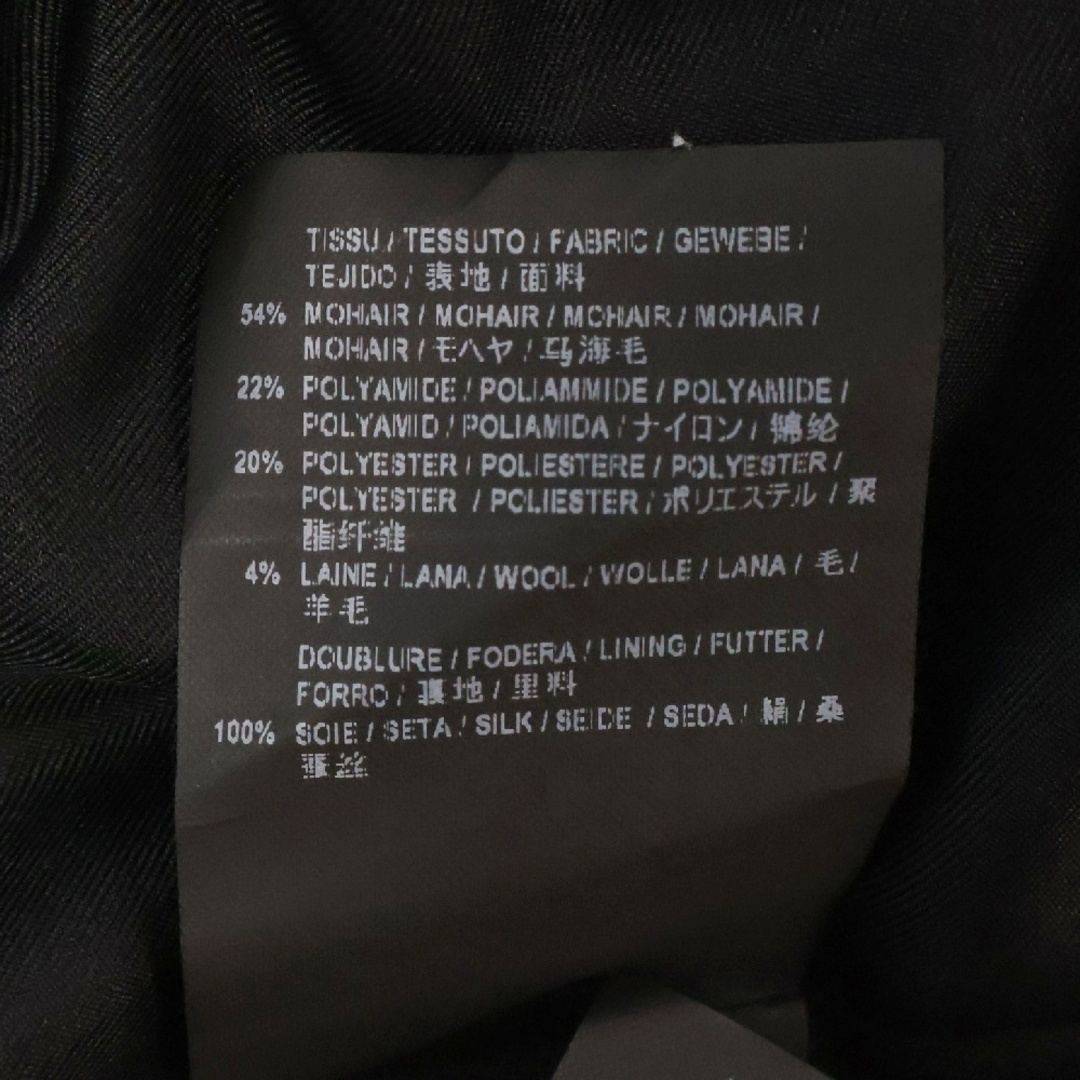 TISSU / TESSUTO / FABRIC / GEWEBE /
TEJIDO / 表地 / 面料
54% MOHAIR / MOHAIR / MOHAIR / MOHAIR /
MOHAIR / モハヤ / 马海毛
22% POLYAMIDE / POLIAMMIDE / POLYAMIDE /
POLYAMID / POLIAMIDA / ナイロン / 锦纶
20% POLYESTER / POLIESTERE / POLYESTER /
POLYESTER / POLIESTER / ポリエステル / 聚
酯纤维
4% LAINE / LANA / WOOL / WOLLE / LANA / 毛 /
羊毛
DOUBLURE / FODERA / LINING / FUTTER /
FORRO / 裏地 / 里料
100% SOIE / SETA / SILK / SEIDE / SEDA / 絹 / 桑
蚕丝